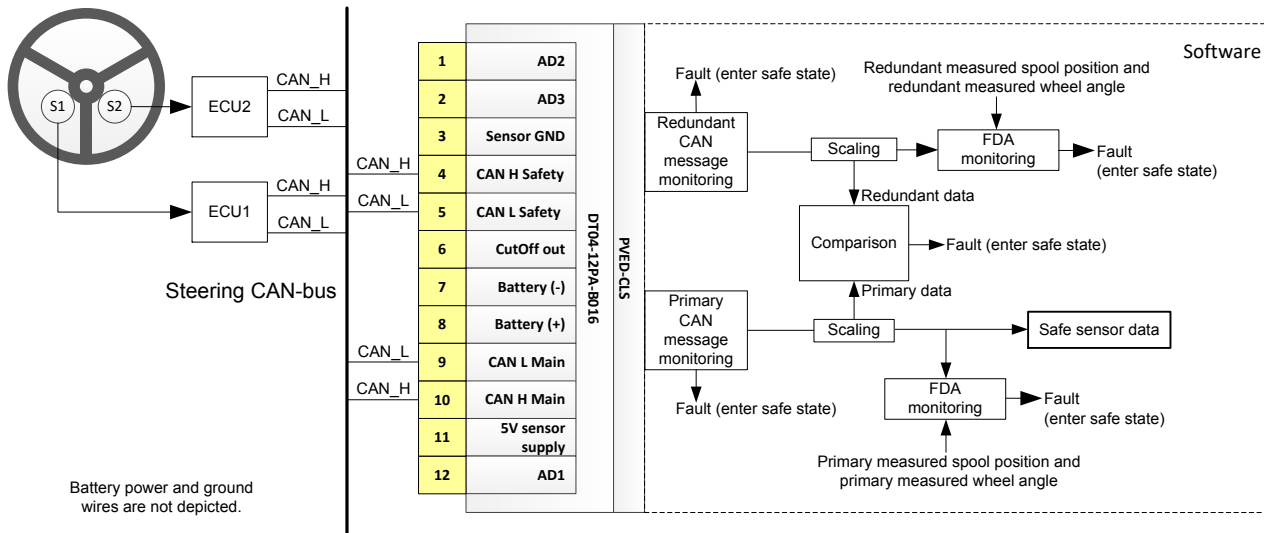 S1
S2
ECU2
CAN_H
CAN_L
ECU1
CAN_H
CAN_L
Steering CAN-bus
Battery power and ground
wires are not depicted.
CAN_H
CAN_L
CAN_L
CAN_H
1 AD2
2 AD3
3 Sensor GND
4 CAN H Safety
5 CAN L Safety
6 CutOff out
7 Battery (-)
8 Battery (+)
9 CAN L Main
10 CAN H Main
11 5V sensor
supply
12 AD1
DT04-12PA-B016
PVED-CLS
Software
Fault (enter safe state)
Redundant
CAN
message
monitoring
Scaling
Redundant measured spool position and
redundant measured wheel angle
FDA
monitoring
Fault
(enter safe state)
Redundant data
Comparison
Fault (enter safe state)
Primary data
Primary
CAN
message
monitoring
Scaling
Safe sensor data
Fault (enter safe state)
FDA
monitoring
Fault
(enter safe state)
Primary measured spool position and
primary measured wheel angle